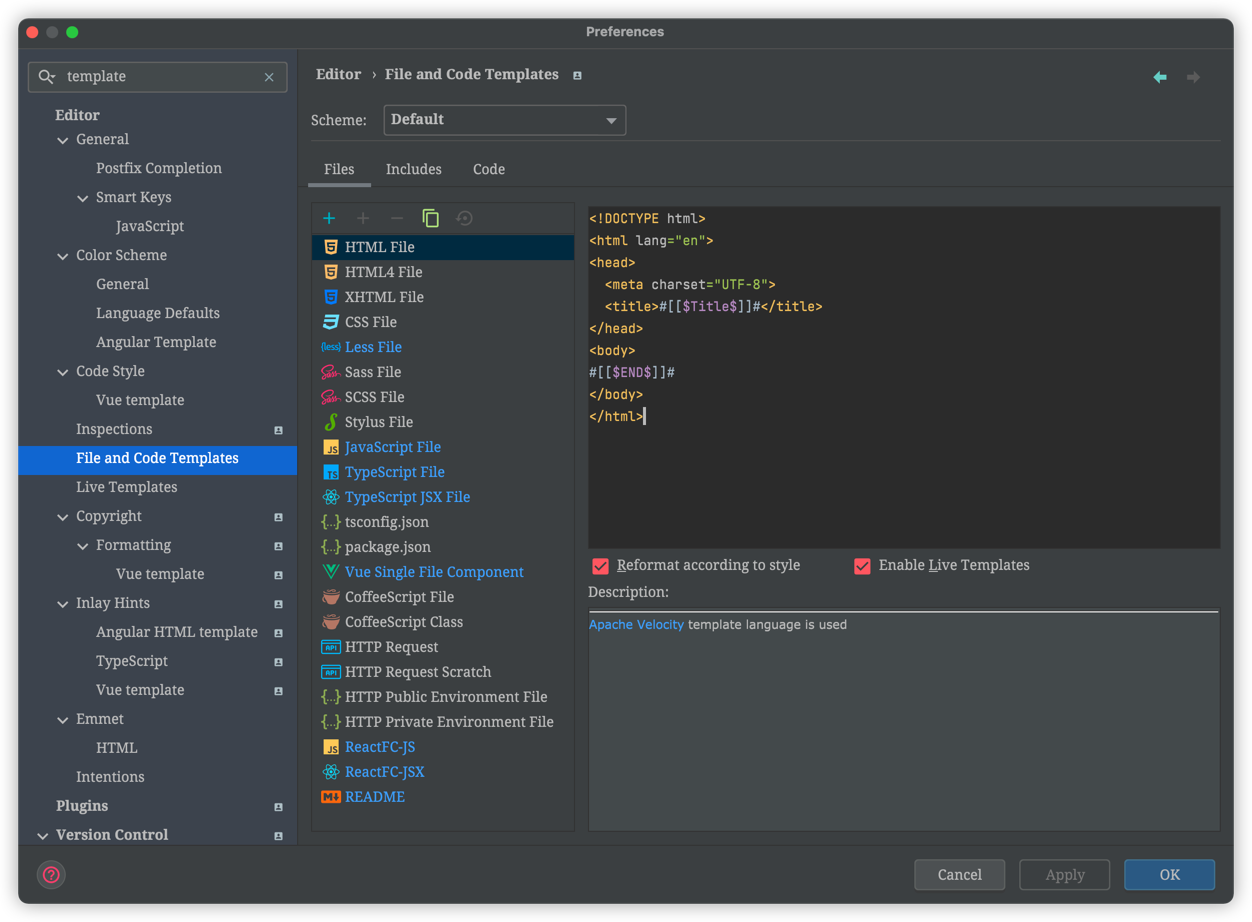 Preferences
template
Editor
General
Postfix Completion
Smart Keys
JavaScript
Color Scheme
General
Language Defaults
Angular Template
Code Style
Vue template
Inspections
File and Code Templates
Live Templates
Copyright
Formatting
Vue template
Inlay Hints
Angular HTML template
TypeScript
Vue template
Emmet
HTML
Intentions
Plugins
Version Control
Editor › File and Code Templates
Scheme: Default
Files Includes Code
HTML File
HTML4 File
XHTML File
CSS File
{less} Less File
Sass File
SCSS File
Stylus File
JS JavaScript File
TS TypeScript File
TypeScript JSX File
{..} tsconfig.json
{..} package.json
Vue Single File Component
CoffeeScript File
CoffeeScript Class
API HTTP Request
API HTTP Request Scratch
{..} HTTP Public Environment File
{..} HTTP Private Environment File
JS ReactFC-JS
ReactFC-JSX
M↓ README
<!DOCTYPE html>
<html lang="en">
<head>
  <meta charset="UTF-8">
  <title>#[[$Title$]]#</title>
</head>
<body>
#[[$END$]]#
</body>
</html>
Reformat according to style Enable Live Templates
Description:
Apache Velocity template language is used
?
Cancel Apply OK